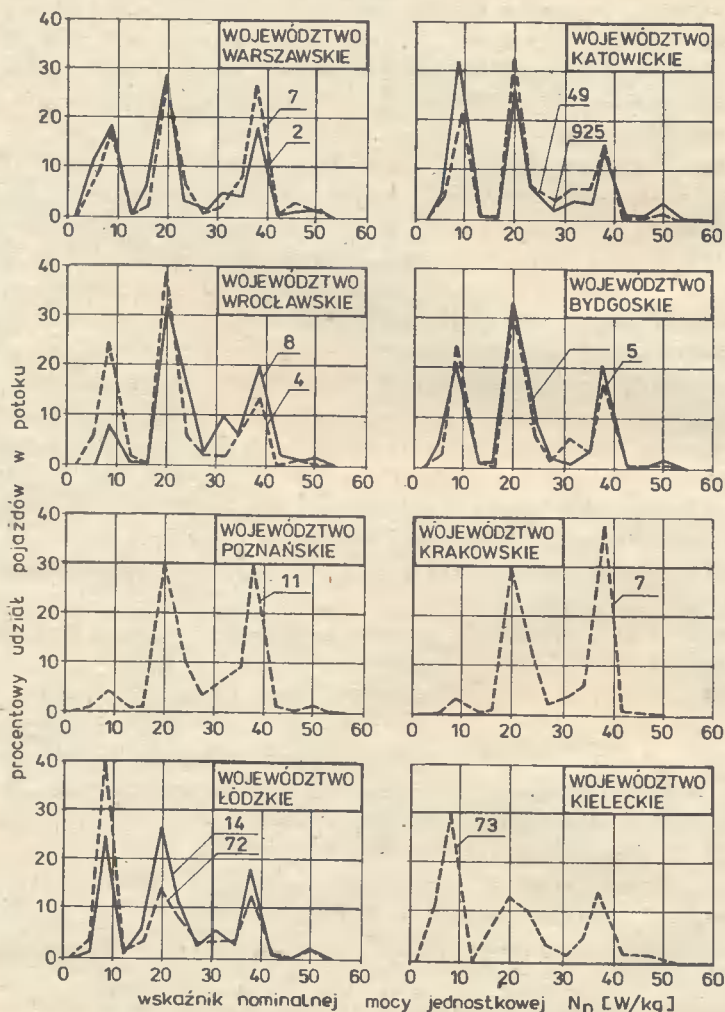 WOJEWÓDZTWO
WARSZAWSKIE
40
30
20
10
0
7
2
0 10 20 30 40 50 60
WOJEWÓDZTWO
KATOWICKIE
49
925
0 10 20 30 40 50 60
WOJEWÓDZTWO
WROCŁAWSKIE
40
30
20
10
0
8
4
0 10 20 30 40 50 60
WOJEWÓDZTWO
BYDGOSKIE
5
0 10 20 30 40 50 60
WOJEWÓDZTWO
POZNAŃSKIE
40
30
20
10
0
11
0 10 20 30 40 50 60
WOJEWÓDZTWO
KRAKOWSKIE
7
0 10 20 30 40 50 60
WOJEWÓDZTWO
ŁÓDZKIE
40
30
20
10
0
14
72
0 10 20 30 40 50 60
WOJEWÓDZTWO
KIELECKIE
73
0 10 20 30 40 50 60
procentowy udział pojazdów w potoku
wskaźnik nominalnej mocy jednostkowej Nn [W/kg]